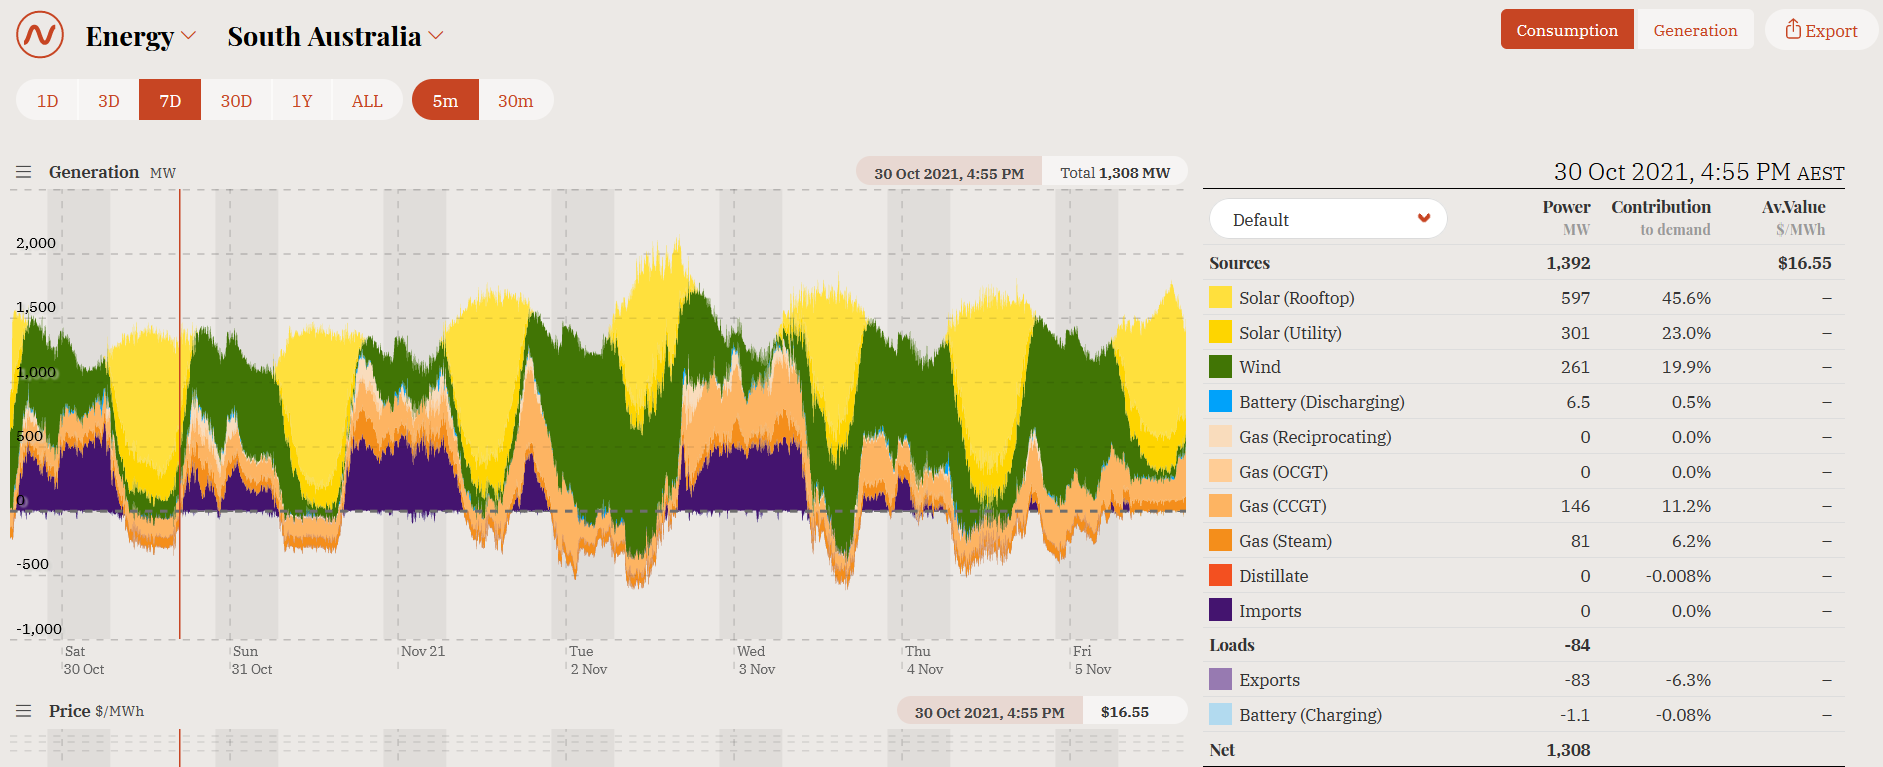 Energy South Australia Consumption Generation Export
1D 3D 7D 30D 1Y ALL 5m 30m
Generation MW 30 Oct 2021, 4:55 PM Total 1,308 MW
2,000
1,500
1,000
500
0
-500
-1,000
Sat Sun Nov 21 Tue Wed Thu Fri
30 Oct 31 Oct 2 Nov 3 Nov 4 Nov 5 Nov
Price $/MWh 30 Oct 2021, 4:55 PM $16.55
30 Oct 2021, 4:55 PM AEST
Default Power Contribution Av.Value
MW to demand $/MWh
Sources 1,392 $16.55
Solar (Rooftop) 597 45.6% –
Solar (Utility) 301 23.0% –
Wind 261 19.9% –
Battery (Discharging) 6.5 0.5% –
Gas (Reciprocating) 0 0.0% –
Gas (OCGT) 0 0.0% –
Gas (CCGT) 146 11.2% –
Gas (Steam) 81 6.2% –
Distillate 0 -0.008% –
Imports 0 0.0% –
Loads -84
Exports -83 -6.3% –
Battery (Charging) -1.1 -0.08% –
Net 1,308